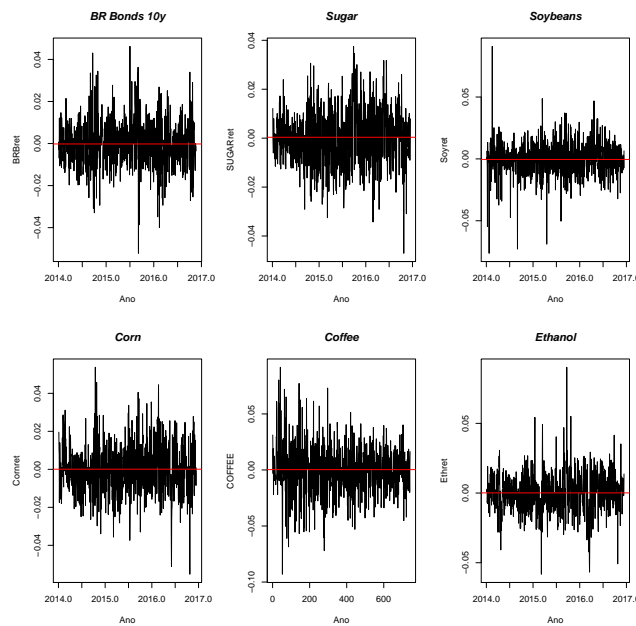 BR Bonds 10y
BRBret
0.04
0.02
0.00
−0.02
−0.04
2014.0 2015.0 2016.0 2017.0
Ano
Sugar
SUGARret
0.04
0.02
0.00
−0.02
−0.04
2014.0 2015.0 2016.0 2017.0
Ano
Soybeans
Soyret
0.05
0.00
−0.05
2014.0 2015.0 2016.0 2017.0
Ano
Corn
Cornret
0.04
0.02
0.00
−0.02
−0.04
2014.0 2015.0 2016.0 2017.0
Ano
Coffee
COFFEE
0.05
0.00
−0.05
−0.10
0 200 400 600
Ano
Ethanol
Ethret
0.05
0.00
−0.05
2014.0 2015.0 2016.0 2017.0
Ano